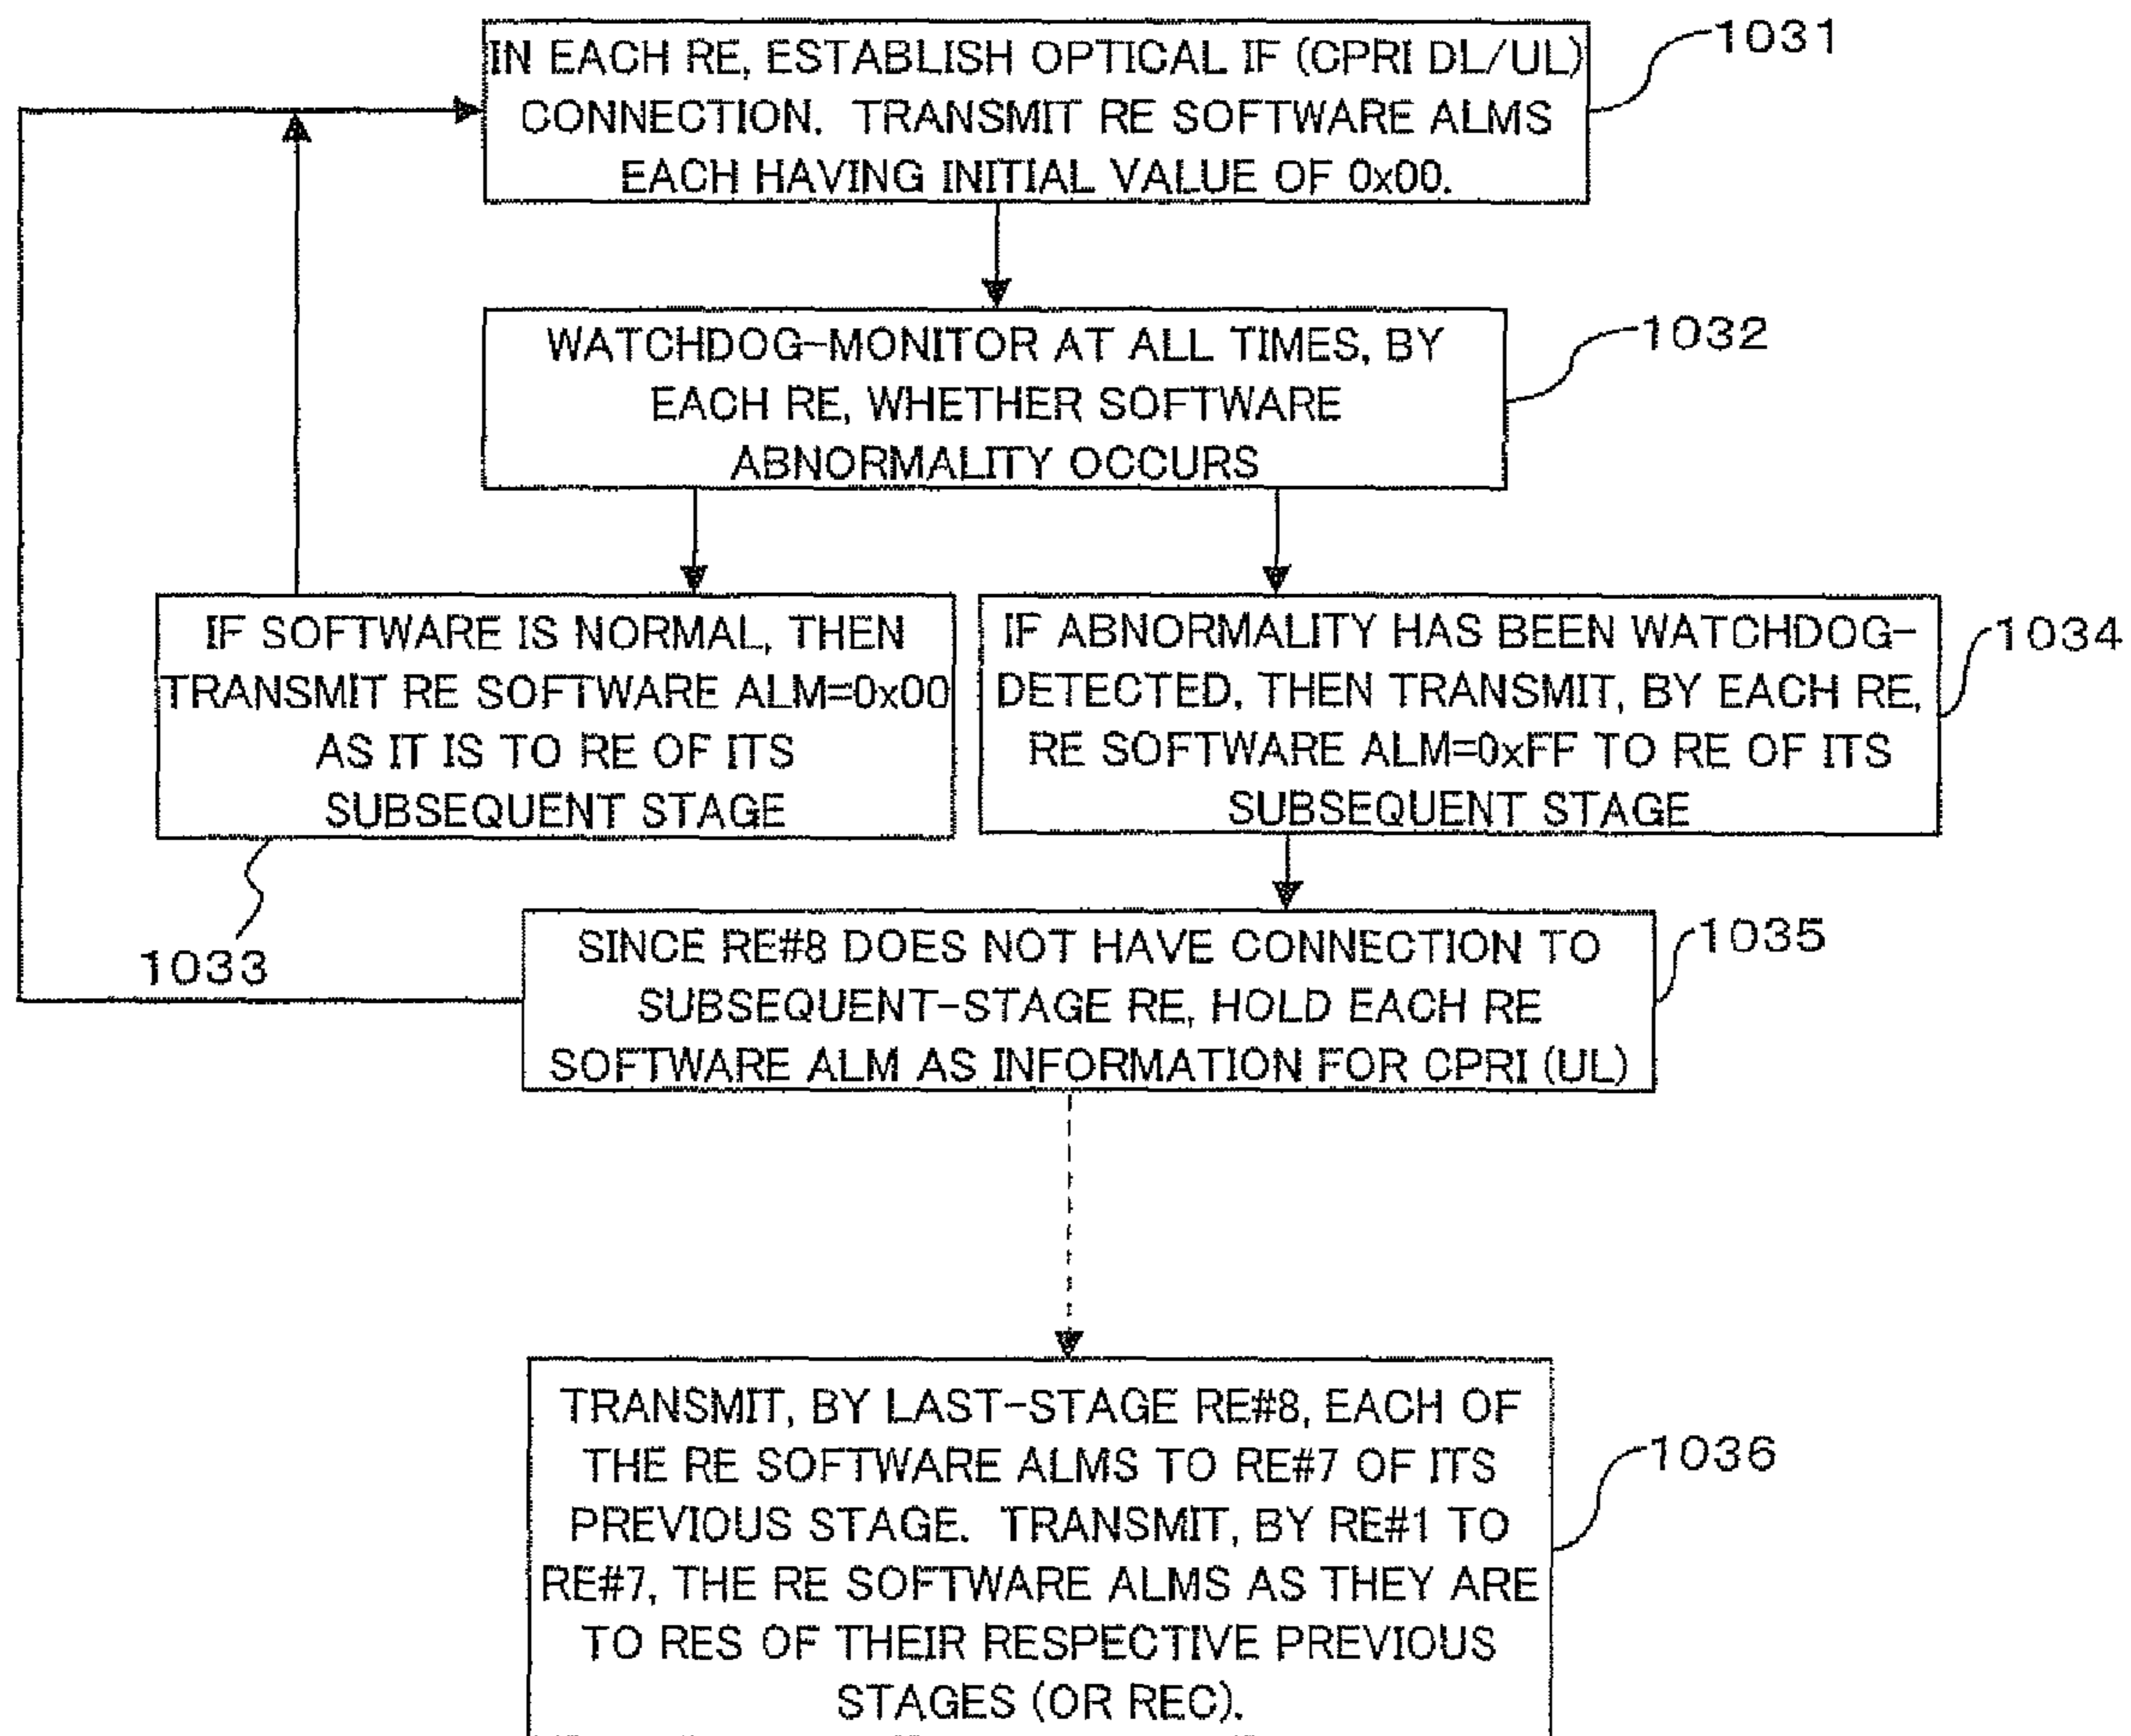 IN EACH RE, ESTABLISH OPTICAL IF (CPRI DL/UL)
CONNECTION. TRANSMIT RE SOFTWARE ALMS
EACH HAVING INITIAL VALUE OF 0x00.
1031
WATCHDOG-MONITOR AT ALL TIMES, BY
EACH RE, WHETHER SOFTWARE
ABNORMALITY OCCURS
1032
IF SOFTWARE IS NORMAL, THEN
TRANSMIT RE SOFTWARE ALM=0x00
AS IT IS TO RE OF ITS
SUBSEQUENT STAGE
1033
IF ABNORMALITY HAS BEEN WATCHDOG-
DETECTED, THEN TRANSMIT, BY EACH RE,
RE SOFTWARE ALM=0xFF TO RE OF ITS
SUBSEQUENT STAGE
1034
SINCE RE#8 DOES NOT HAVE CONNECTION TO
SUBSEQUENT-STAGE RE, HOLD EACH RE
SOFTWARE ALM AS INFORMATION FOR CPRI (UL)
1035
TRANSMIT, BY LAST-STAGE RE#8, EACH OF
THE RE SOFTWARE ALMS TO RE#7 OF ITS
PREVIOUS STAGE. TRANSMIT, BY RE#1 TO
RE#7, THE RE SOFTWARE ALMS AS THEY ARE
TO RES OF THEIR RESPECTIVE PREVIOUS
STAGES (OR REC).
1036